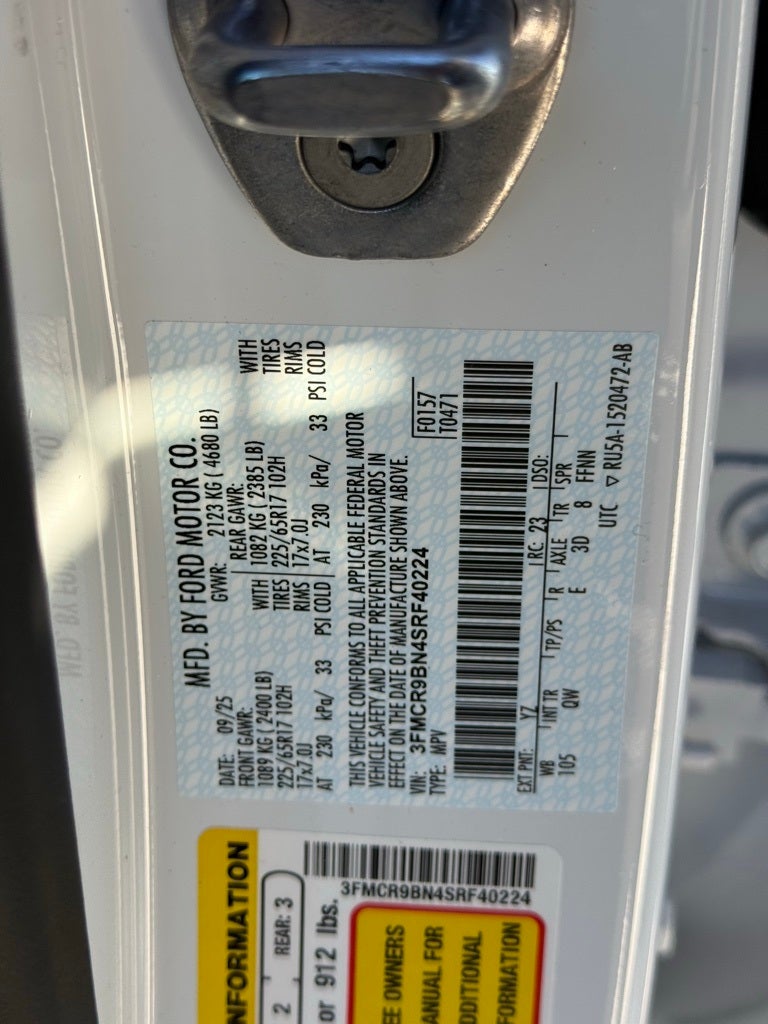 MFD. BY FORD MOTOR CO.
DATE: 09/25 GVWR: 2123 KG ( 4680 LB)
FRONT GAWR: REAR GAWR:
1089 KG ( 2400 LB) WITH 1082 KG ( 2385 LB) WITH
225/65R17 102H TIRES 225/65R17 102H TIRES
17x7.0J RIMS 17x7.0J RIMS
AT 230 kPa/ 33 PSI COLD AT 230 kPa/ 33 PSI COLD
THIS VEHICLE CONFORMS TO ALL APPLICABLE FEDERAL MOTOR
VEHICLE SAFETY AND THEFT PREVENTION STANDARDS IN
EFFECT ON THE DATE OF MANUFACTURE SHOWN ABOVE.
VIN: 3FMCR9BN4SRF40224 F0157
TYPE: MPV T0471
EXT PNT: YZ RC: 23 DSO:
WB INT TR TP/PS R AXLE TR SPR
105 QW E 3D 8 FFNN
UTC ▽ RU5A-1520472-AB
NFORMATION
2 REAR: 3
or 912 lbs.
3FMCR9BN4SRF40224
EE OWNERS
ANUAL FOR
DDITIONAL
FORMATION